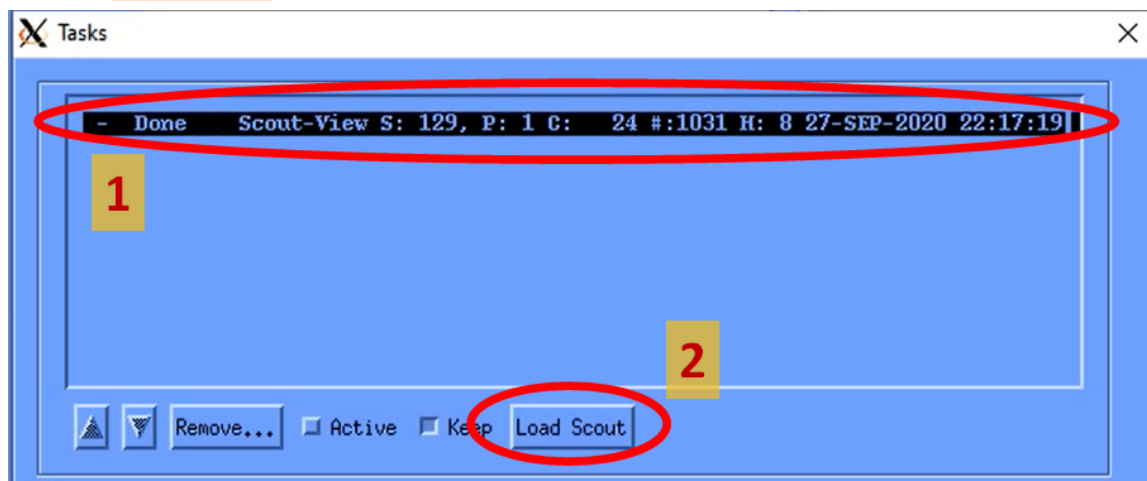 Tasks
- Done Scout-View S: 129, P: 1 C: 24 #:1031 H: 8 27-SEP-2020 22:17:19
1
2
Remove... Active Keep Load Scout